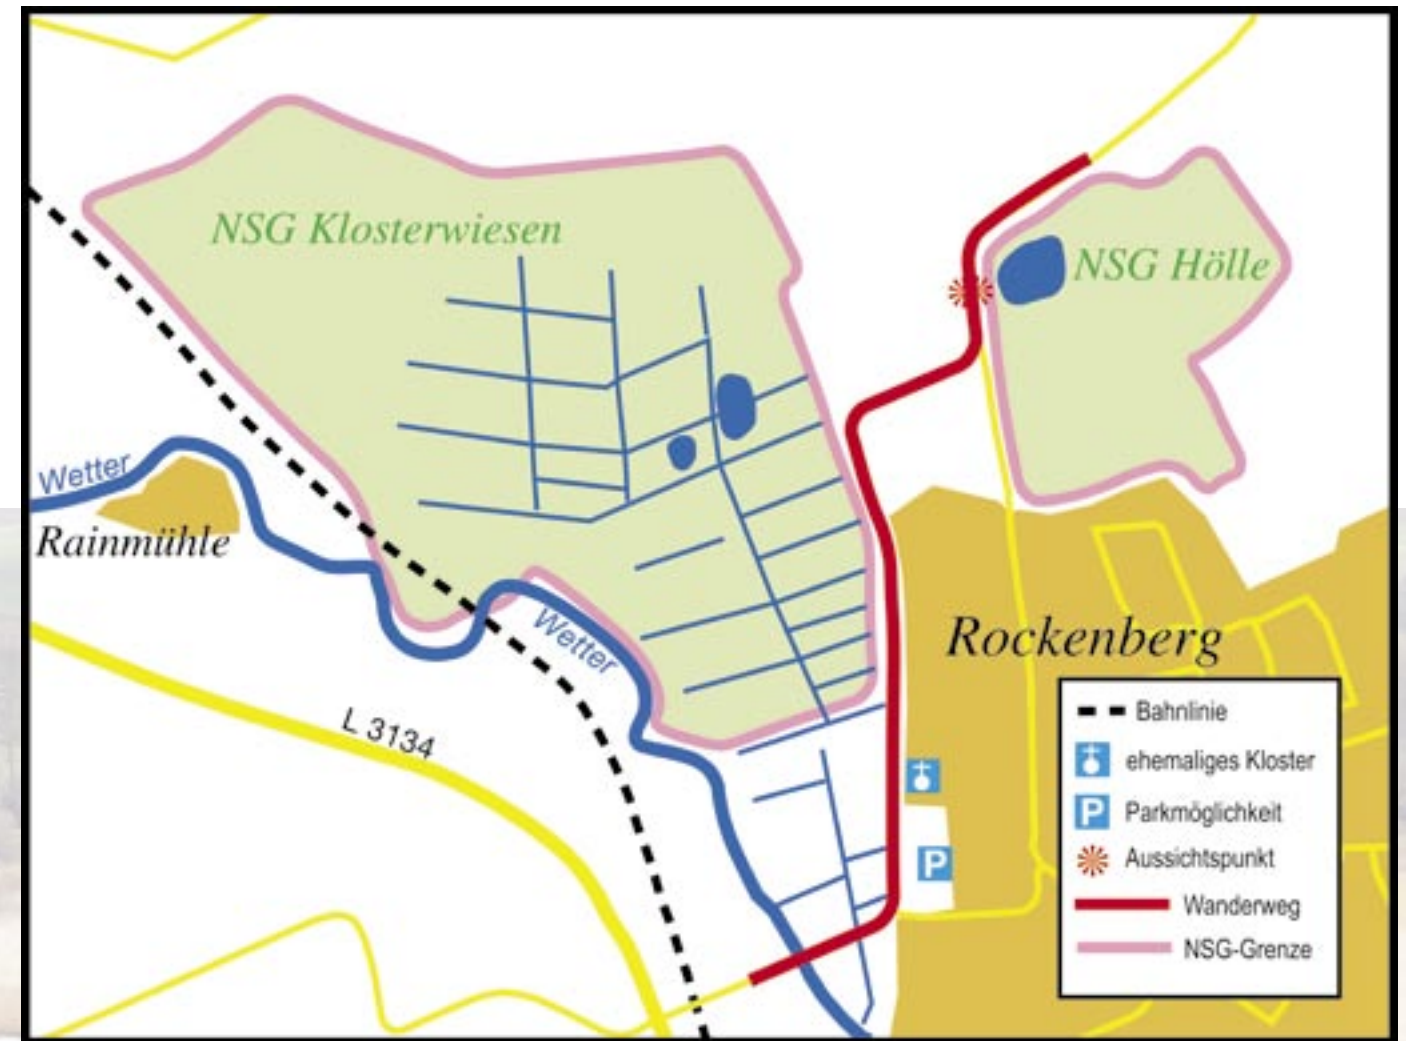 NSG Klosterwiesen
NSG Hölle
Wetter
Rainmühle
Wetter
Rockenberg
L 3134
Bahnlinie
ehemaliges Kloster
P Parkmöglichkeit
Aussichtspunkt
P
Wanderweg
NSG-Grenze